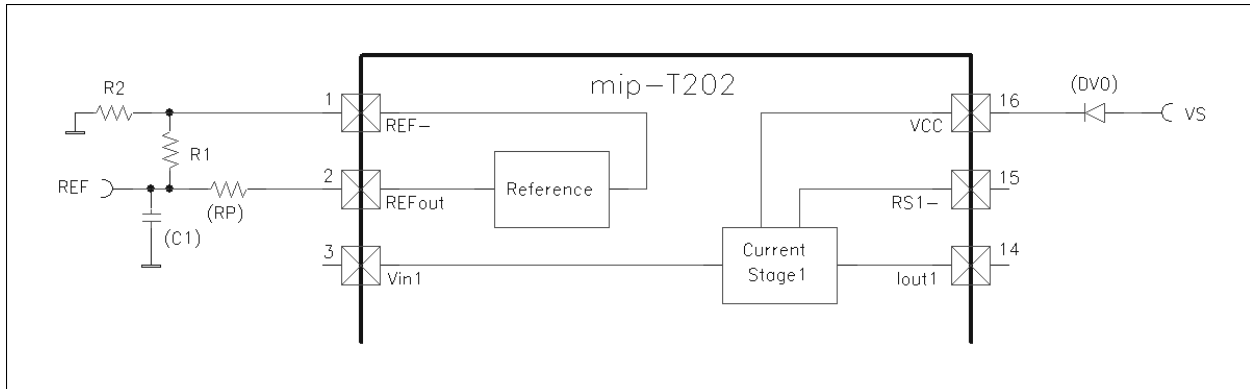 mip-T202
R2
1
REF-
16
VCC
(DV0)
VS
R1
REF
(RP)
2
REFout
Reference
15
RS1-
(C1)
3
Vin1
Current
Stage1
14
Iout1